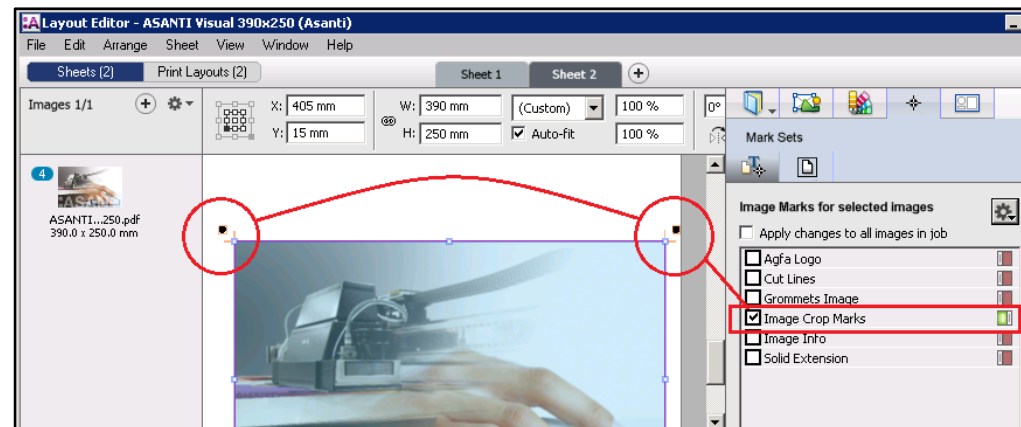 Layout Editor - ASANTI Visual 390x250 (Asanti)
File Edit Arrange Sheet View Window Help
Sheets (2) Print Layouts (2) Sheet 1 Sheet 2
Images 1/1 X: 405 mm W: 390 mm (Custom) 100 % 0°
Y: 15 mm H: 250 mm Auto-fit 100 %
Mark Sets
4
ASANTI...250.pdf
390.0 x 250.0 mm
Image Marks for selected images
Apply changes to all images in job
Agfa Logo
Cut Lines
Grommets Image
Image Crop Marks
Image Info
Solid Extension